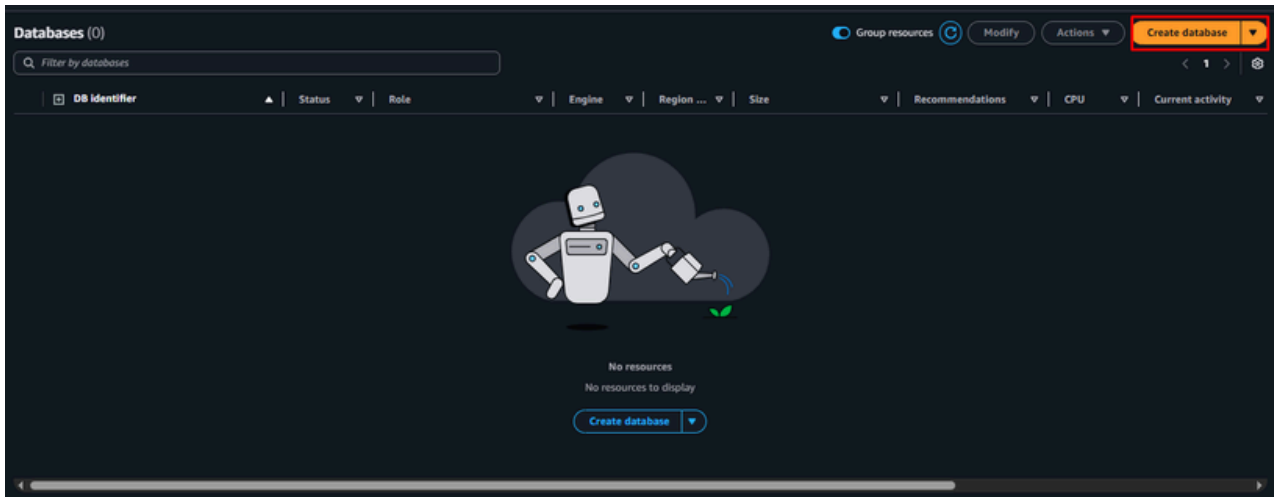 Databases (0)
Group resources
Modify
Actions
Create database
Filter by databases
1
DB identifier
Status
Role
Engine
Region ...
Size
Recommendations
CPU
Current activity
No resources
No resources to display
Create database